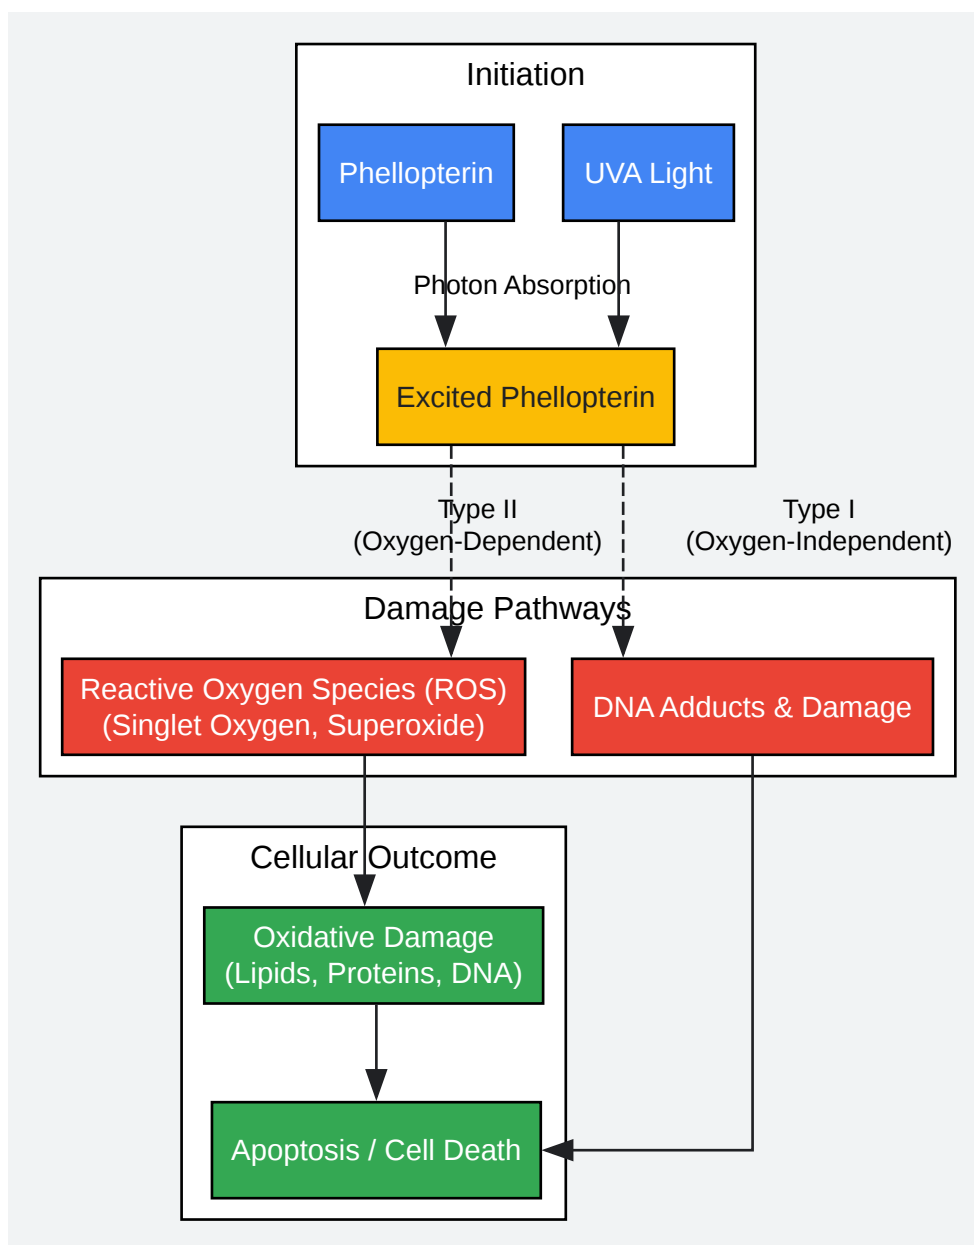 Initiation
Phellopterin
UVA Light
Photon Absorption
Excited Phellopterin
Type II
(Oxygen-Dependent)
Type I
(Oxygen-Independent)
Damage Pathways
Reactive Oxygen Species (ROS)
(Singlet Oxygen, Superoxide)
DNA Adducts & Damage
Cellular Outcome
Oxidative Damage
(Lipids, Proteins, DNA)
Apoptosis / Cell Death